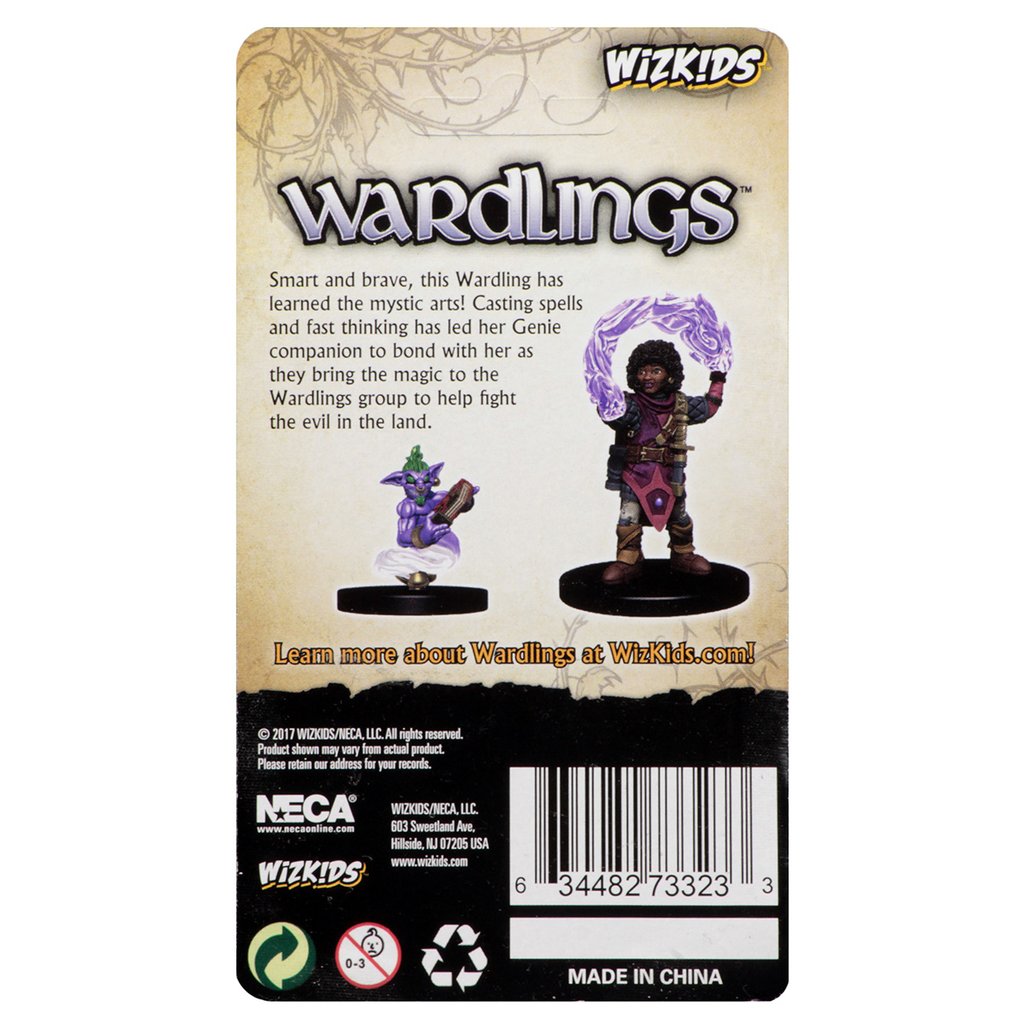 WIZK!DS
WARDLINGS™
Smart and brave, this Wardling has
learned the mystic arts! Casting spells
and fast thinking has led her Genie
companion to bond with her as
they bring the magic to the
Wardlings group to help fight
the evil in the land.
Learn more about Wardlings at WizKids.com!
© 2017 WIZKIDS/NECA, LLC. All rights reserved.
Product shown may vary from actual product.
Please retain our address for your records.
NECA®
www.necaonline.com
WIZK!DS
WIZKIDS/NECA, LLC.
603 Sweetland Ave,
Hillside, NJ 07205 USA
www.wizkids.com
6 34482 73323 3
0-3
MADE IN CHINA